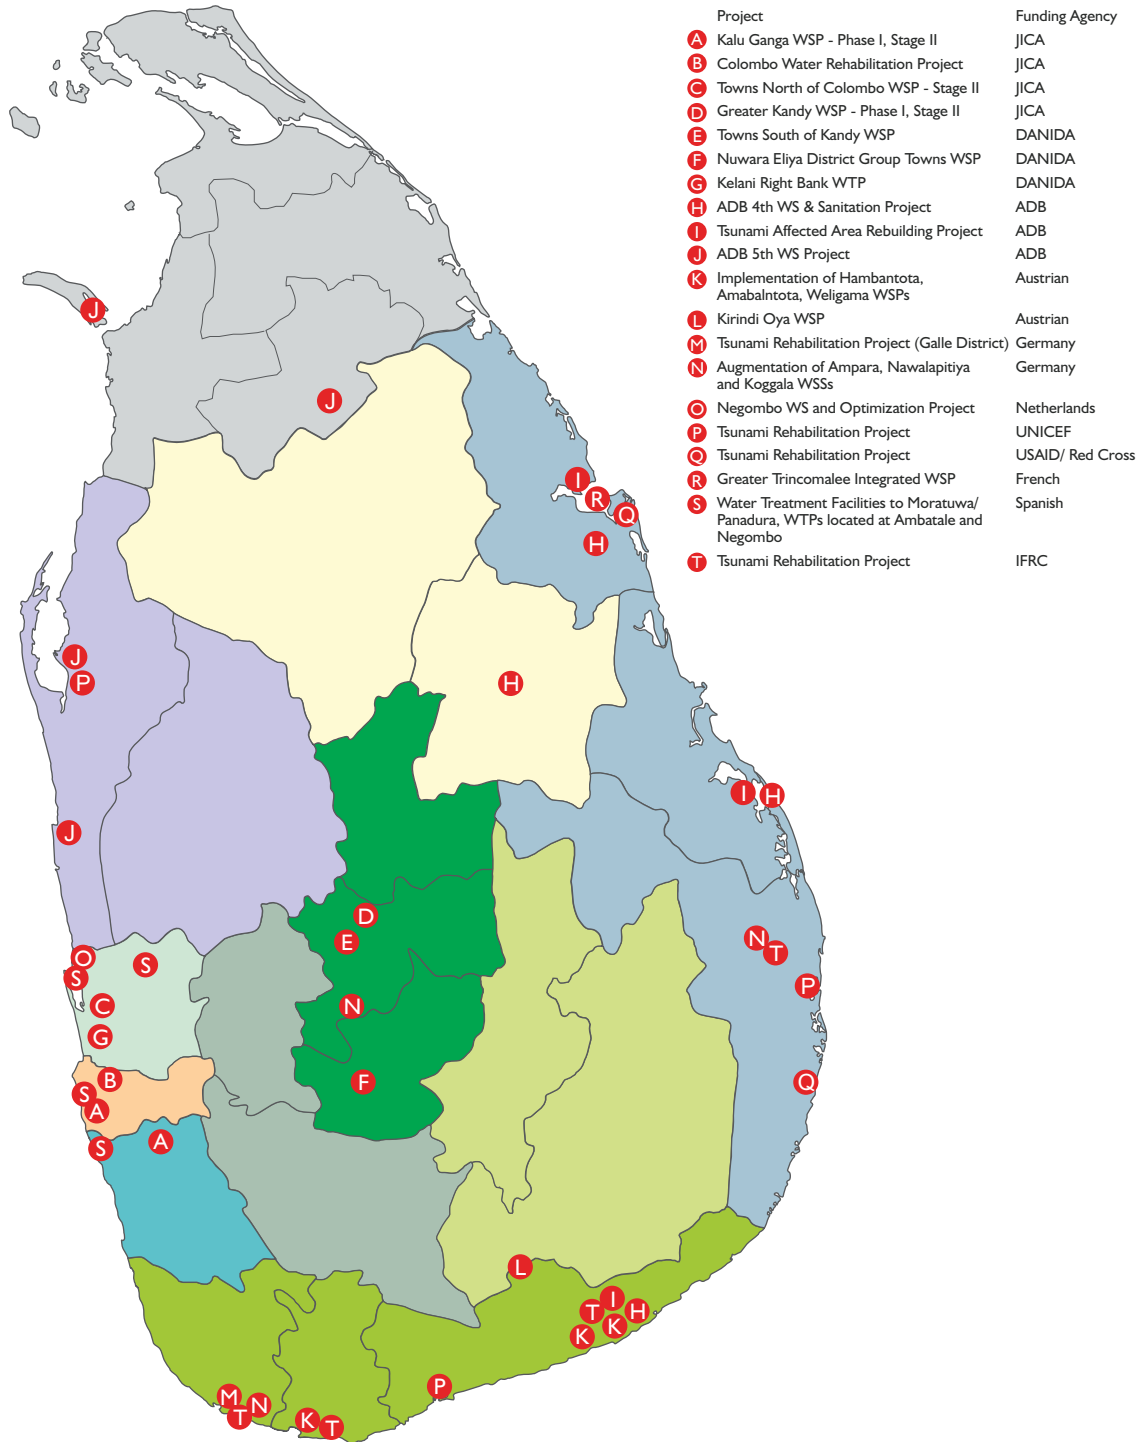 Project Funding Agency
A Kalu Ganga WSP - Phase I, Stage II JICA
B Colombo Water Rehabilitation Project JICA
C Towns North of Colombo WSP - Stage II JICA
D Greater Kandy WSP - Phase I, Stage II JICA
E Towns South of Kandy WSP DANIDA
F Nuwara Eliya District Group Towns WSP DANIDA
G Kelani Right Bank WTP DANIDA
H ADB 4th WS & Sanitation Project ADB
I Tsunami Affected Area Rebuilding Project ADB
J ADB 5th WS Project ADB
K Implementation of Hambantota, Austrian
Amabalntota, Weligama WSPs
L Kirindi Oya WSP Austrian
M Tsunami Rehabilitation Project (Galle District) Germany
N Augmentation of Ampara, Nawalapitiya Germany
and Koggala WSSs
O Negombo WS and Optimization Project Netherlands
P Tsunami Rehabilitation Project UNICEF
Q Tsunami Rehabilitation Project USAID/ Red Cross
R Greater Trincomalee Integrated WSP French
S Water Treatment Facilities to Moratuwa/ Spanish
Panadura, WTPs located at Ambatale and
Negombo
T Tsunami Rehabilitation Project IFRC
J
J
I
R
Q
H
J
P
H
I H
J
D
E
N
T
O
S
S
P
C
N
G
B
F
Q
S
A
A
S
L
I
T H
K
K
P
M
N
T
K
T